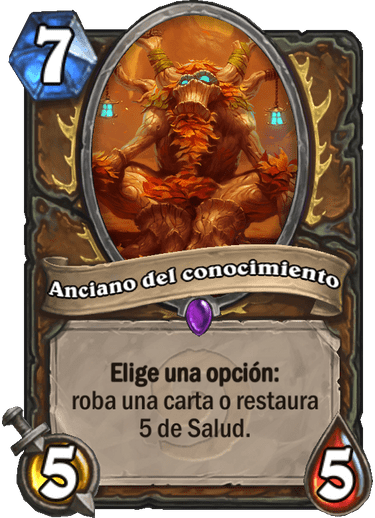 7
Anciano del conocimiento
Elige una opción:
roba una carta o restaura
5 de Salud.
5
5